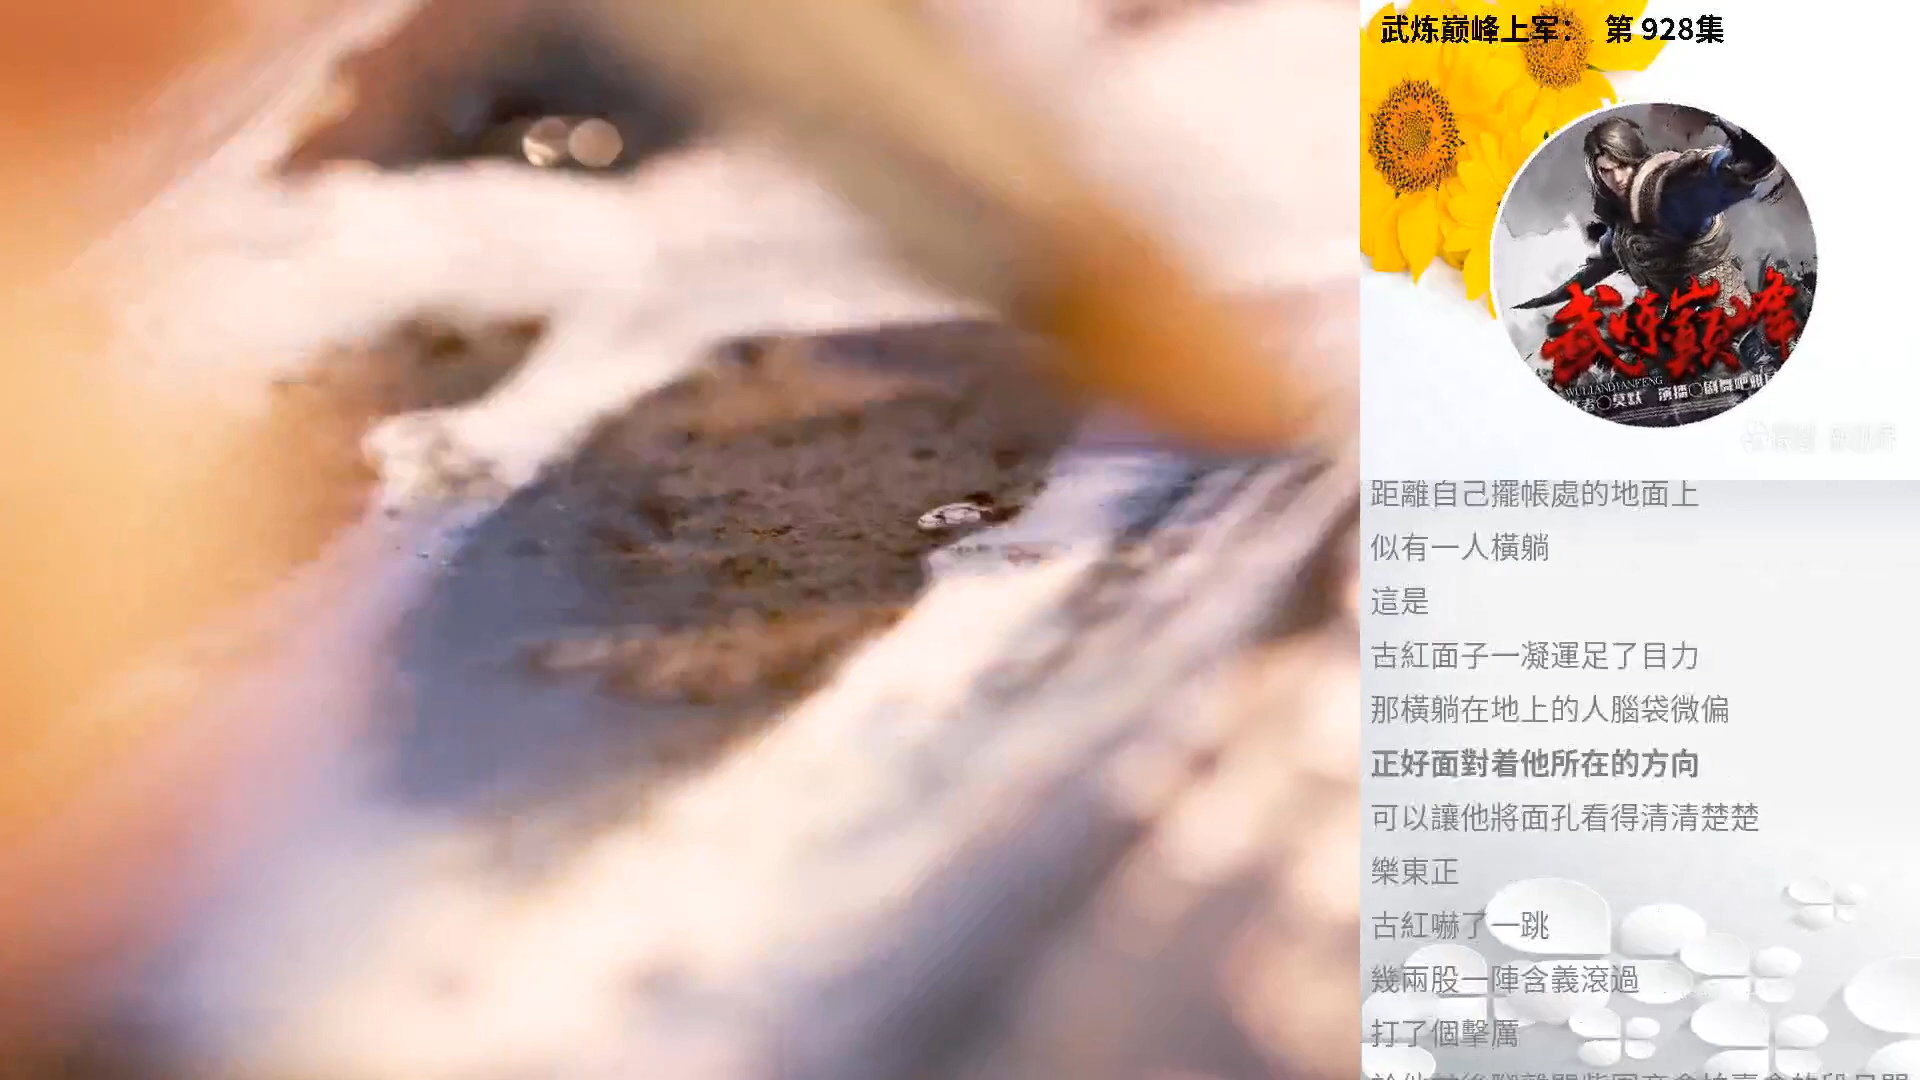 武炼巅峰上军： 第 928集
武炼巅峰
WULIANDIANFENG
莫默 演播
距離自己擺帳處的地面上
似有一人橫躺
這是
古紅面子一凝運足了目力
那橫躺在地上的人腦袋微偏
正好面對着他所在的方向
可以讓他將面孔看得清清楚楚
樂東正
古紅嚇了一跳
幾兩股一陣含義滾過
打了個擊厲